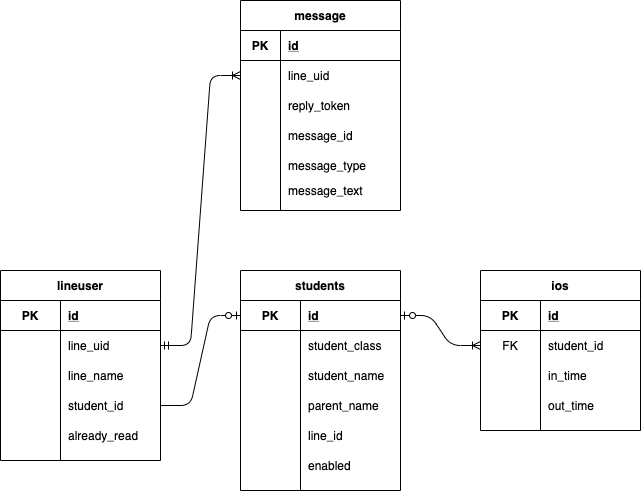 message
PK id
line_uid
reply_token
message_id
message_type
message_text
lineuser
PK id
line_uid
line_name
student_id
already_read
students
PK id
student_class
student_name
parent_name
line_id
enabled
ios
PK id
FK student_id
in_time
out_time